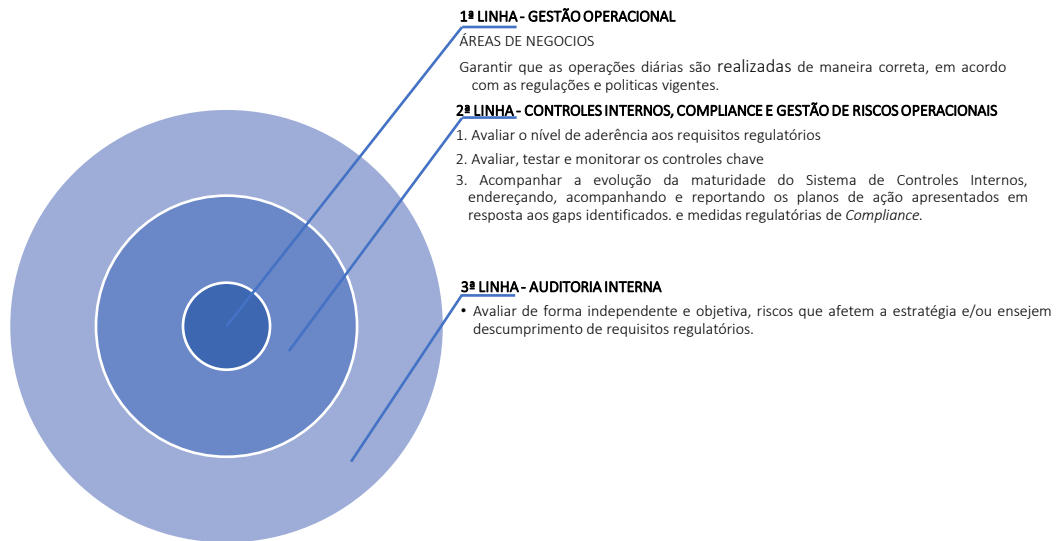 1ª LINHA - GESTÃO OPERACIONAL
ÁREAS DE NEGOCIOS
Garantir que as operações diárias são realizadas de maneira correta, em acordo
com as regulações e politicas vigentes.
2ª LINHA - CONTROLES INTERNOS, COMPLIANCE E GESTÃO DE RISCOS OPERACIONAIS
1. Avaliar o nível de aderência aos requisitos regulatórios
2. Avaliar, testar e monitorar os controles chave
3. Acompanhar a evolução da maturidade do Sistema de Controles Internos,
endereçando, acompanhando e reportando os planos de ação apresentados em
resposta aos gaps identificados. e medidas regulatórias de Compliance.
3ª LINHA - AUDITORIA INTERNA
• Avaliar de forma independente e objetiva, riscos que afetem a estratégia e/ou ensejem
descumprimento de requisitos regulatórios.